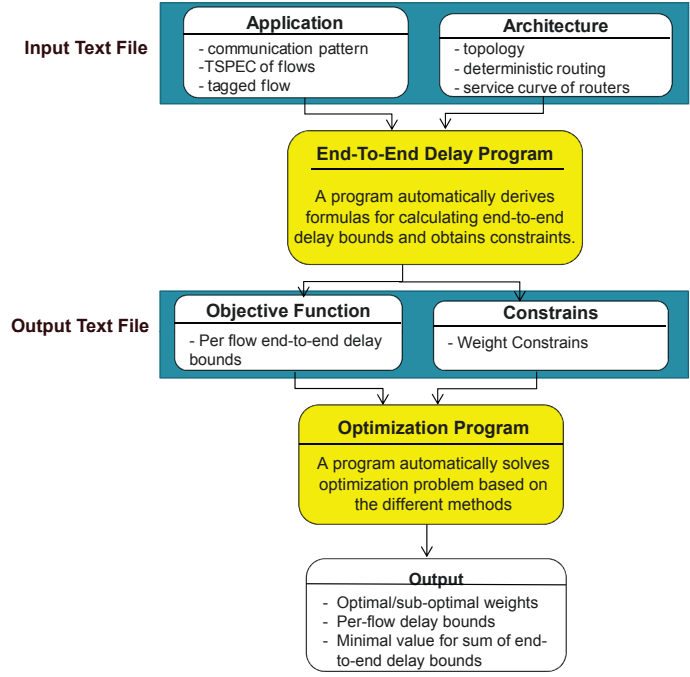 Input Text File
Application
- communication pattern
-TSPEC of flows
- tagged flow
Architecture
- topology
- deterministic routing
- service curve of routers
End-To-End Delay Program
A program automatically derives
formulas for calculating end-to-end
delay bounds and obtains constraints.
Output Text File
Objective Function
- Per flow end-to-end delay
bounds
Constrains
- Weight Constrains
Optimization Program
A program automatically solves
optimization problem based on
the different methods
Output
- Optimal/sub-optimal weights
- Per-flow delay bounds
- Minimal value for sum of end-
to-end delay bounds